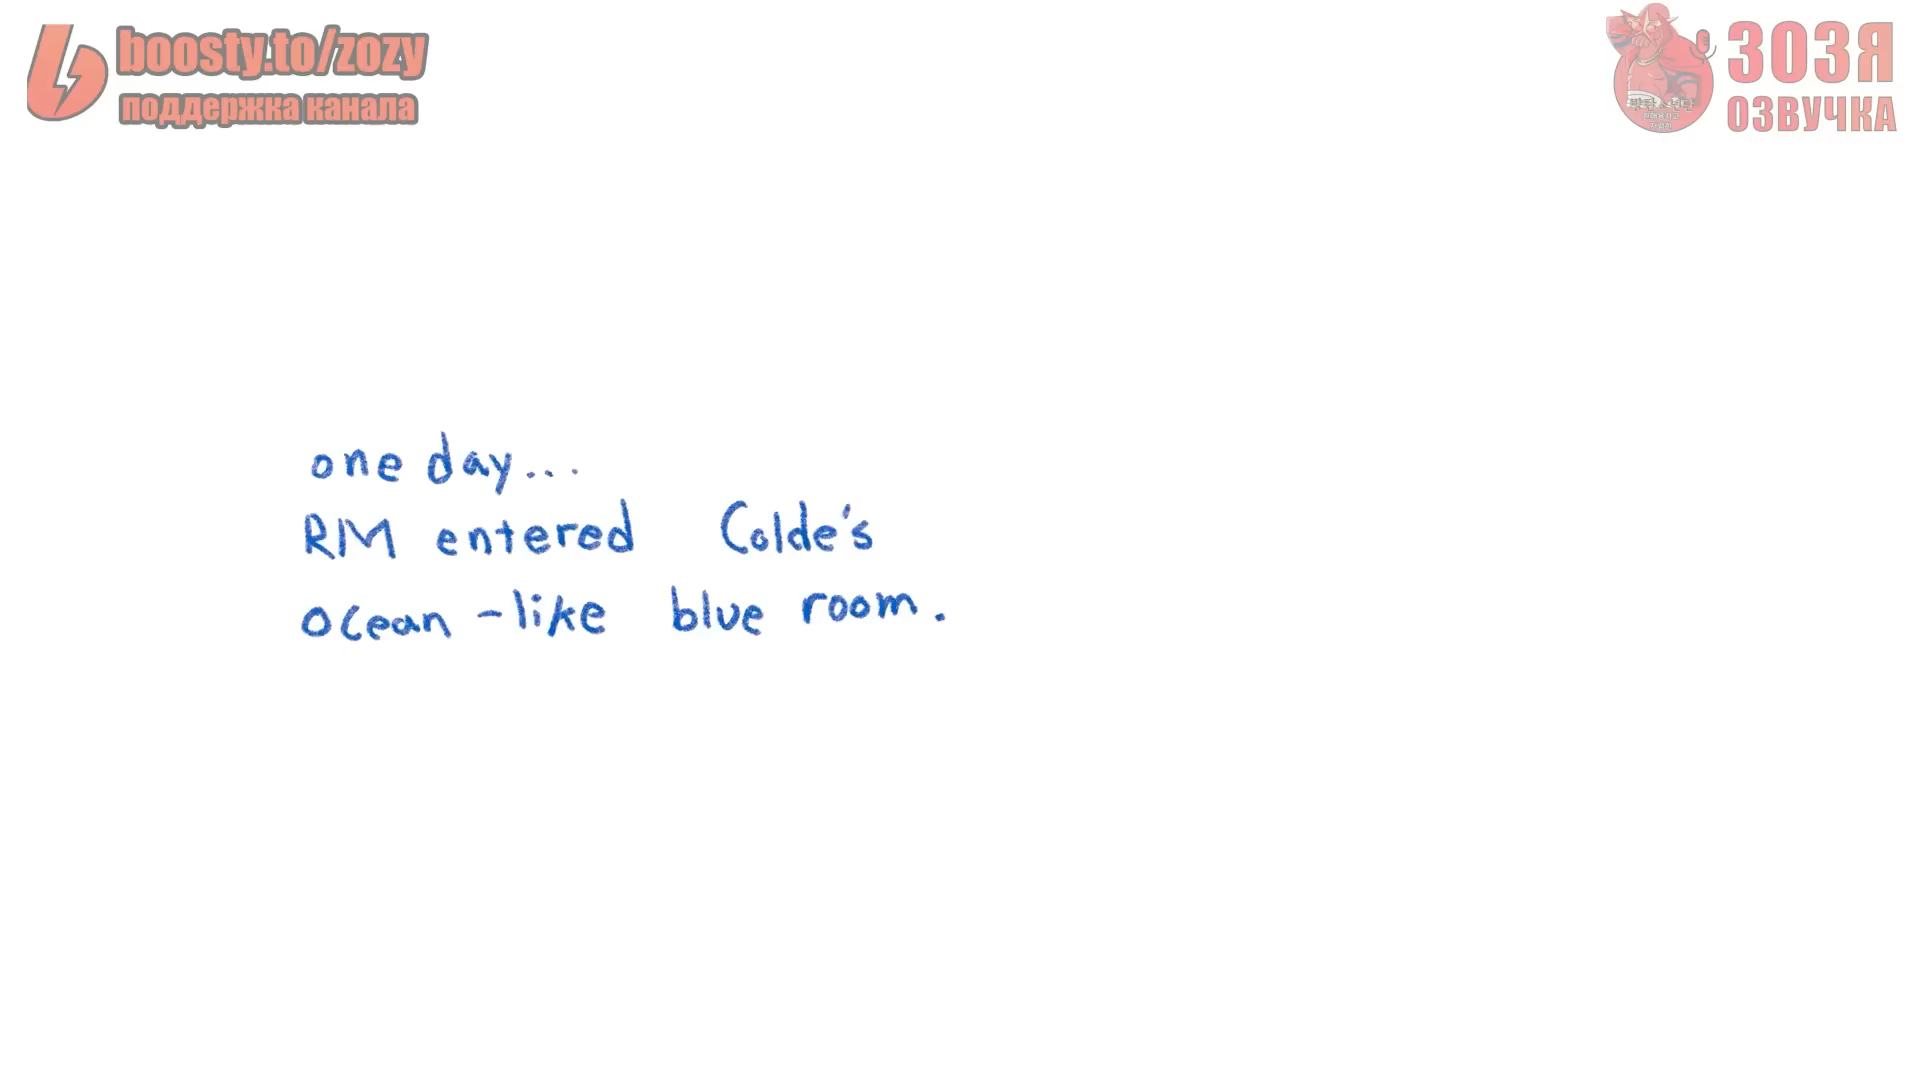 boosty.to/zozy
поддержка канала
ЗОЗЯ
ОЗВУЧКА
one day...
RM entered Colde's
ocean-like blue room.